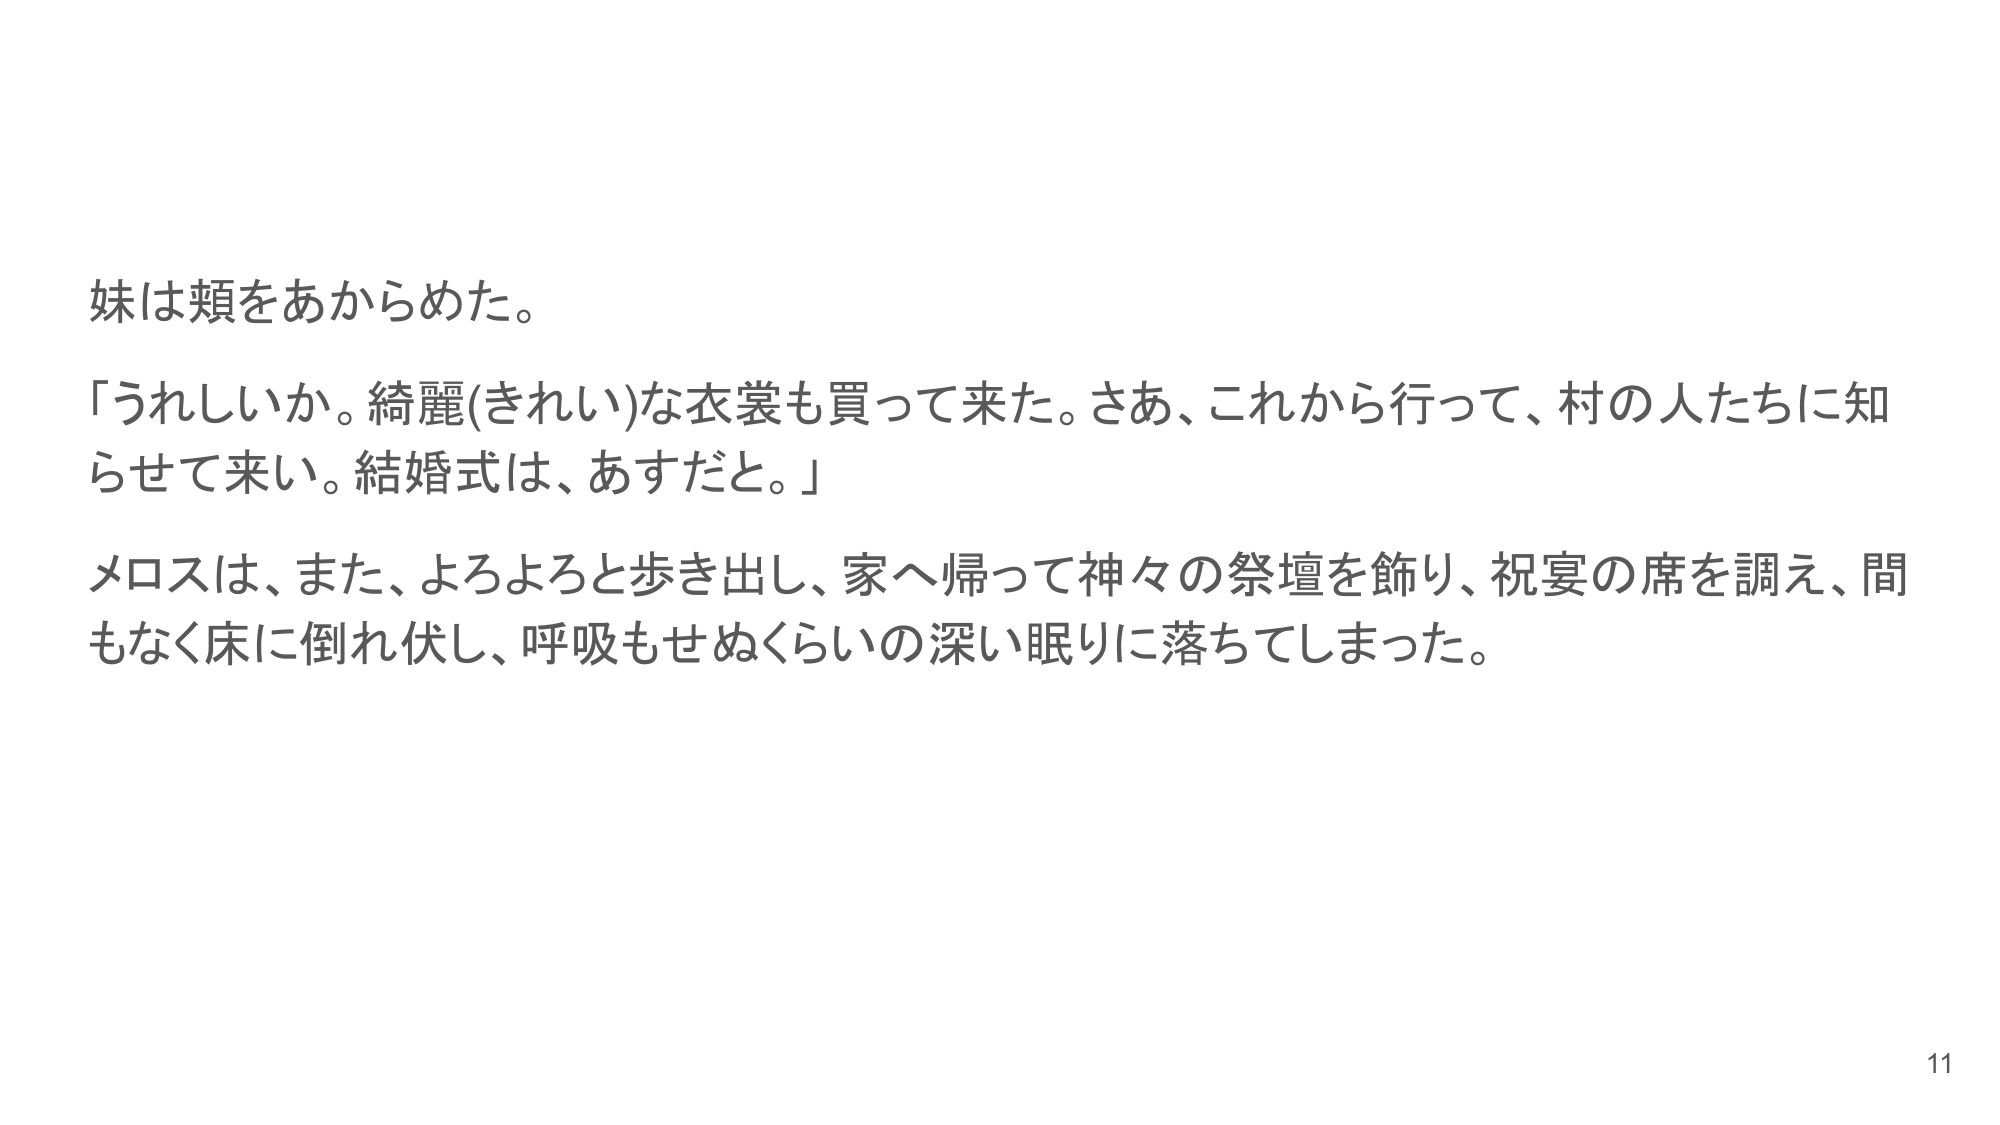 妹は頬をあからめた。
「うれしいか。綺麗(きれい)な衣裳も買って来た。さあ、これから行って、村の人たちに知
らせて来い。結婚式は、あすだと。」
メロスは、また、よろよろと歩き出し、家へ帰って神々の祭壇を飾り、祝宴の席を調え、間
もなく床に倒れ伏し、呼吸もせぬくらいの深い眠りに落ちてしまった。
11